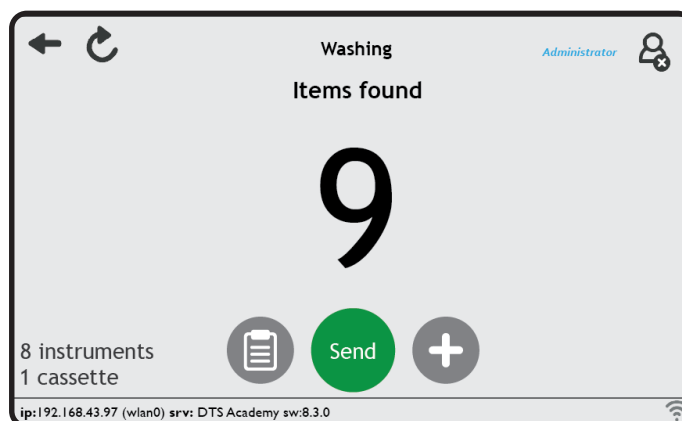 Washing
Administrator
Items found
9
8 instruments
1 cassette
Send
ip:192.168.43.97 (wlan0) srv: DTS Academy sw:8.3.0